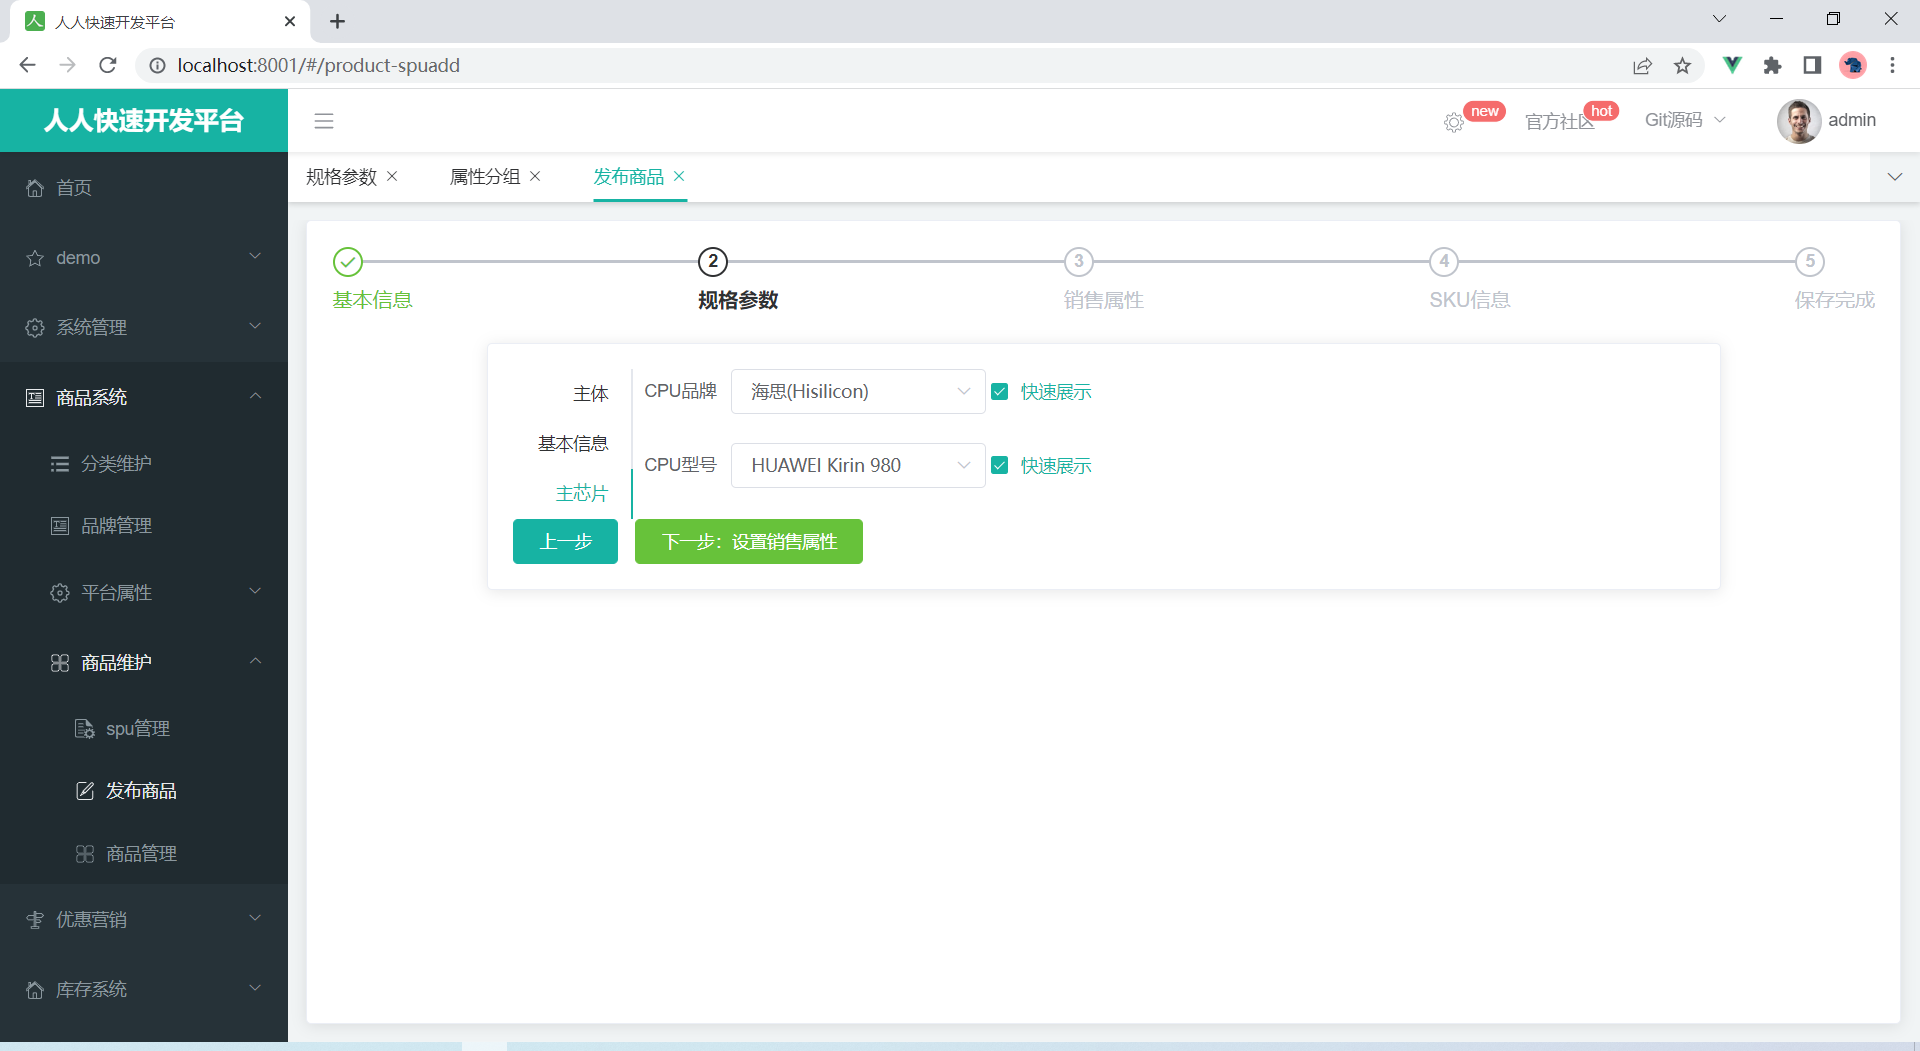 人人快速开发平台
localhost:8001/#/product-spuadd
人人快速开发平台
new
官方社区
hot
Git源码
admin
首页
demo
系统管理
商品系统
分类维护
品牌管理
平台属性
商品维护
spu管理
发布商品
商品管理
优惠营销
库存系统
规格参数
属性分组
发布商品
2
3
4
5
基本信息
规格参数
销售属性
SKU信息
保存完成
主体
基本信息
主芯片
CPU品牌
海思(Hisilicon)
快速展示
CPU型号
HUAWEI Kirin 980
快速展示
上一步
下一步：设置销售属性